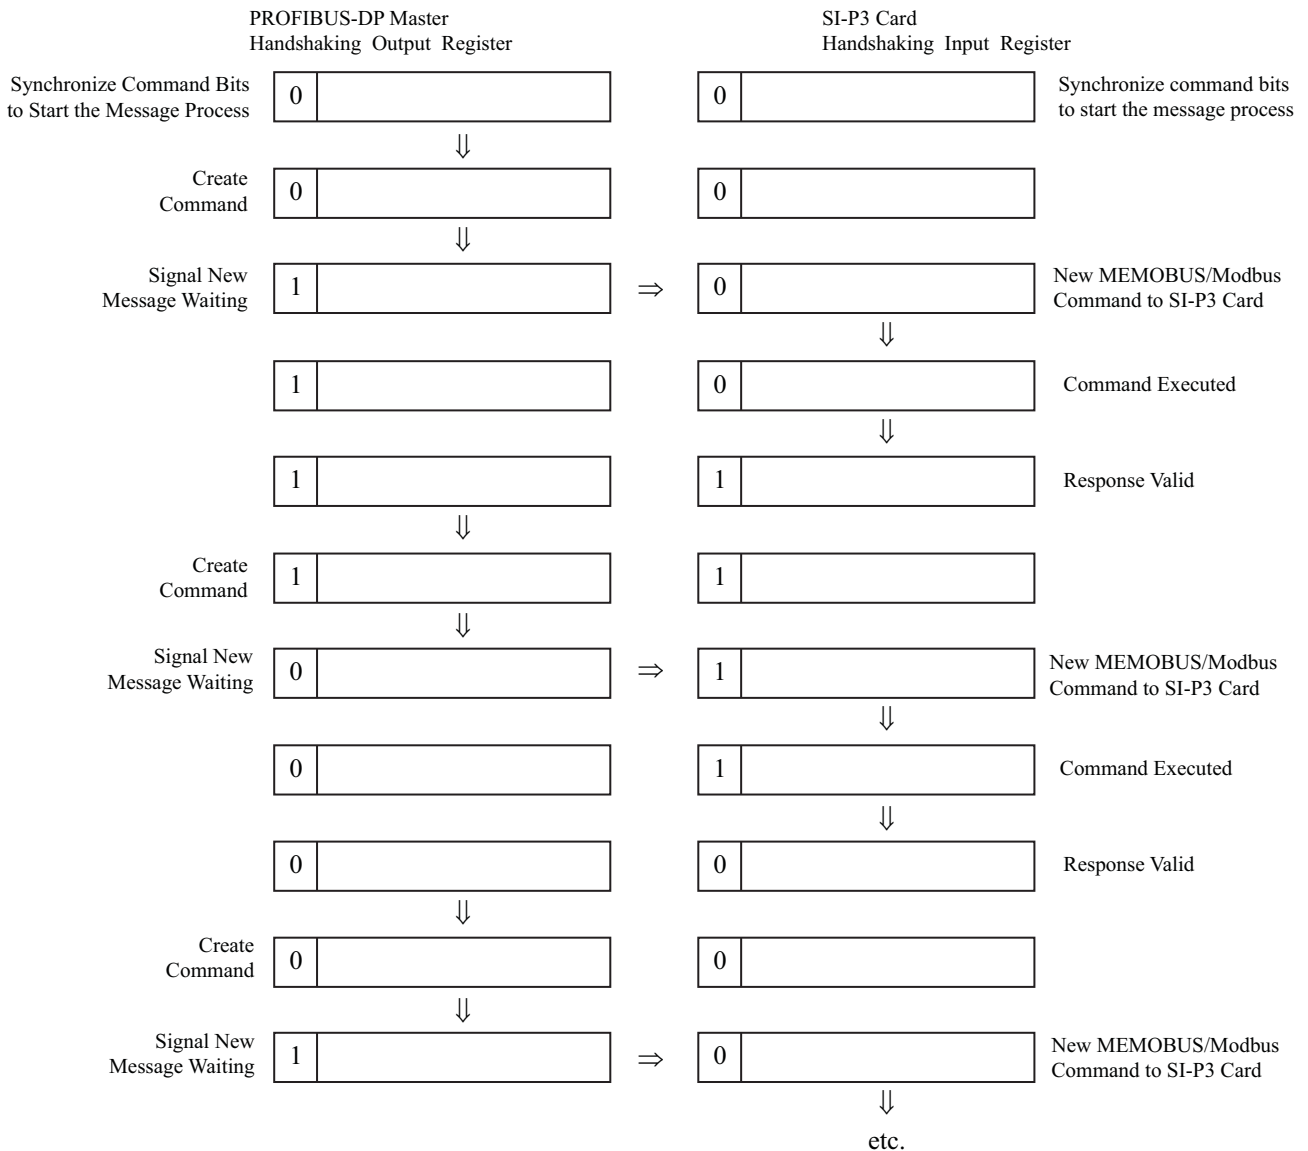 PROFIBUS-DP Master
Handshaking Output Register
SI-P3 Card
Handshaking Input Register
Synchronize Command Bits
to Start the Message Process
0
0
Synchronize command bits
to start the message process
⇓
Create
Command
0
0
⇓
Signal New
Message Waiting
1
⇒
0
New MEMOBUS/Modbus
Command to SI-P3 Card
⇓
1
0
Command Executed
⇓
1
1
Response Valid
⇓
Create
Command
1
1
⇓
Signal New
Message Waiting
0
⇒
1
New MEMOBUS/Modbus
Command to SI-P3 Card
⇓
0
1
Command Executed
⇓
0
0
Response Valid
⇓
Create
Command
0
0
⇓
Signal New
Message Waiting
1
⇒
0
New MEMOBUS/Modbus
Command to SI-P3 Card
⇓
etc.